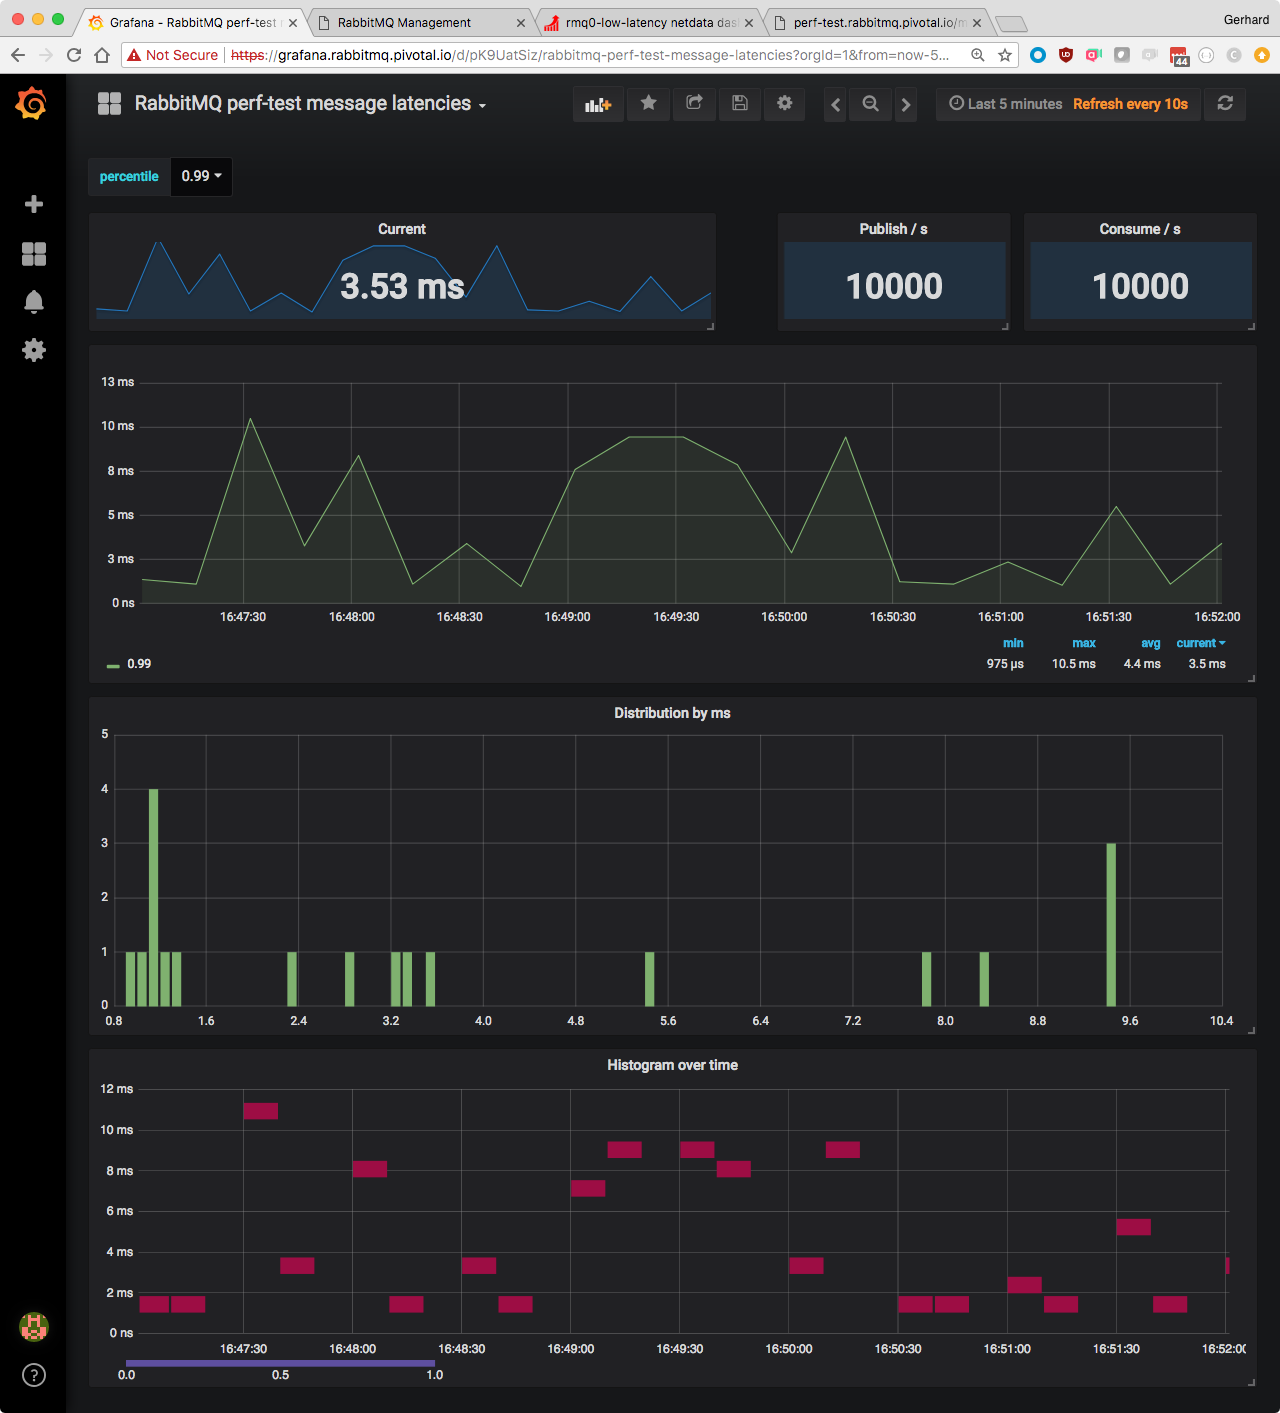 Grafana - RabbitMQ perf-test
RabbitMQ Management
rmq0-low-latency netdata das
perf-test.rabbitmq.pivotal.io/m
Gerhard
Not Secure
https://grafana.rabbitmq.pivotal.io/d/pK9UatSiz/rabbitmq-perf-test-message-latencies?orgId=1&from=now-5...
44
RabbitMQ perf-test message latencies
Last 5 minutes Refresh every 10s
percentile 0.99
Current
3.53 ms
Publish / s
10000
Consume / s
10000
13 ms
10 ms
8 ms
5 ms
3 ms
0 ns
16:47:30 16:48:00 16:48:30 16:49:00 16:49:30 16:50:00 16:50:30 16:51:00 16:51:30 16:52:00
min max avg current
0.99 975 µs 10.5 ms 4.4 ms 3.5 ms
Distribution by ms
5
4
3
2
1
0
0.8 1.6 2.4 3.2 4.0 4.8 5.6 6.4 7.2 8.0 8.8 9.6 10.4
Histogram over time
12 ms
10 ms
8 ms
6 ms
4 ms
2 ms
0 ns
16:47:30 16:48:00 16:48:30 16:49:00 16:49:30 16:50:00 16:50:30 16:51:00 16:51:30 16:52:00
0.0 0.5 1.0